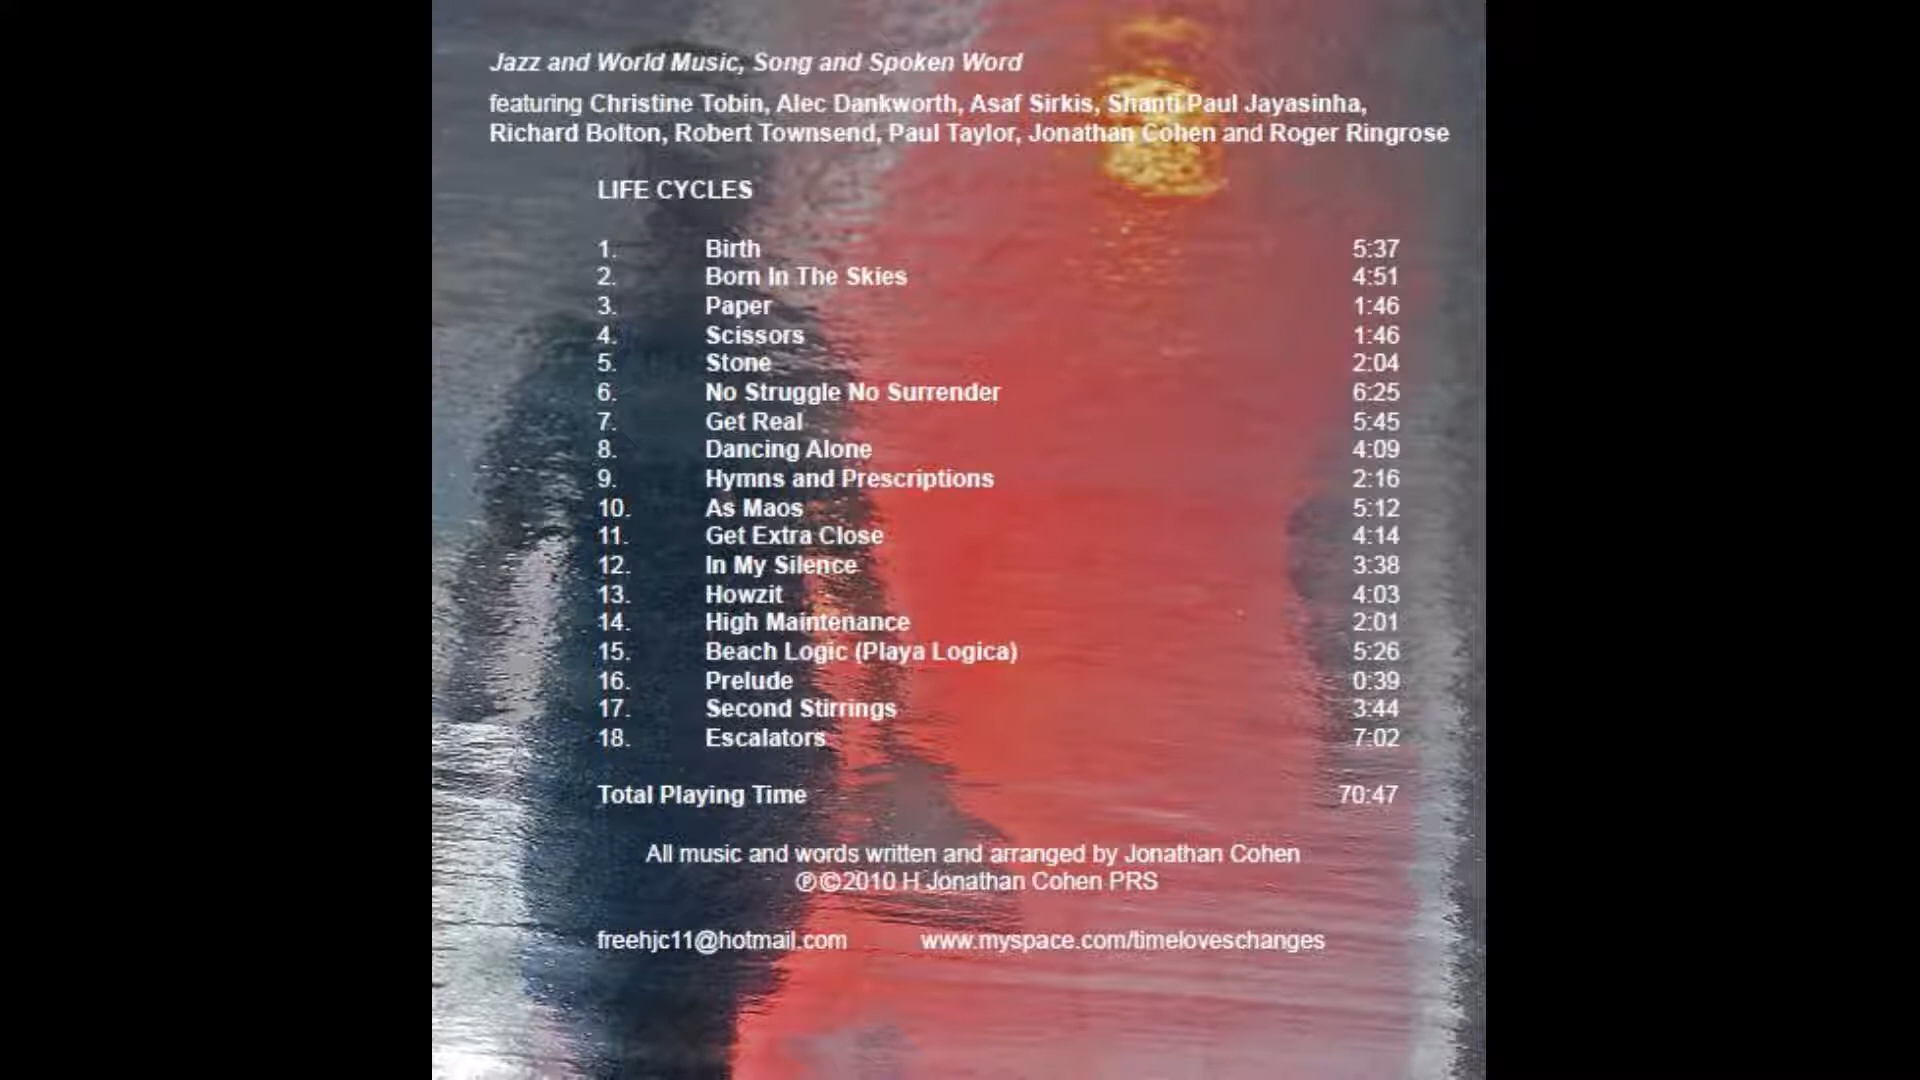 Jazz and World Music, Song and Spoken Word
featuring Christine Tobin, Alec Dankworth, Asaf Sirkis, Shanti Paul Jayasinha,
Richard Bolton, Robert Townsend, Paul Taylor, Jonathan Cohen and Roger Ringrose
LIFE CYCLES
1. Birth 5:37
2. Born In The Skies 4:51
3. Paper 1:46
4. Scissors 1:46
5. Stone 2:04
6. No Struggle No Surrender 6:25
7. Get Real 5:45
8. Dancing Alone 4:09
9. Hymns and Prescriptions 2:16
10. As Maos 5:12
11. Get Extra Close 4:14
12. In My Silence 3:38
13. Howzit 4:03
14. High Maintenance 2:01
15. Beach Logic (Playa Logica) 5:26
16. Prelude 0:39
17. Second Stirrings 3:44
18. Escalators 7:02
Total Playing Time 70:47
All music and words written and arranged by Jonathan Cohen
℗©2010 H Jonathan Cohen PRS
freehjc11@hotmail.com www.myspace.com/timeloveschanges